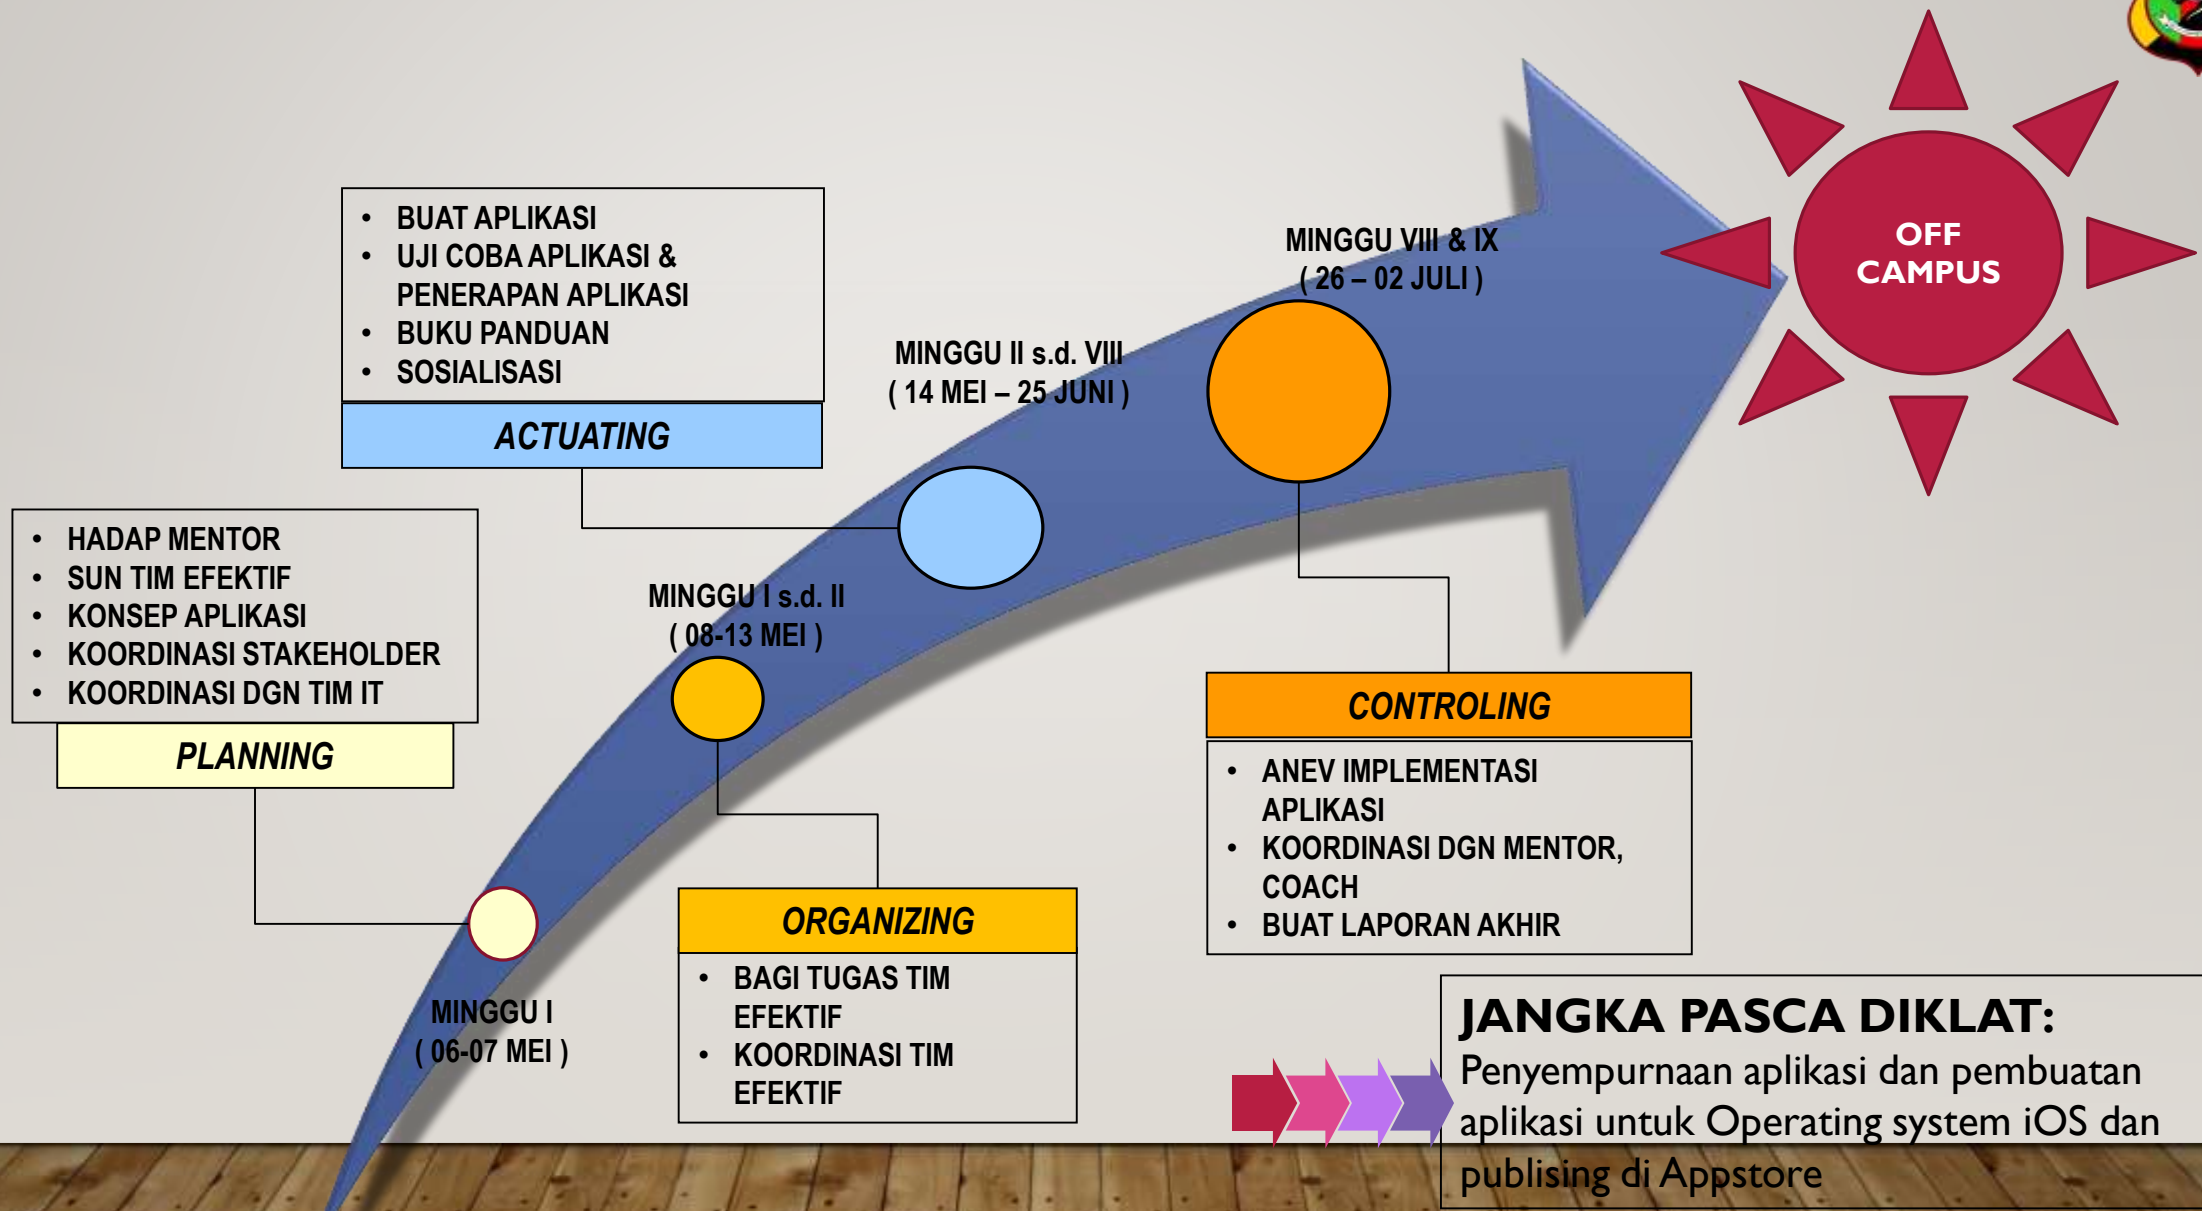 OFF
CAMPUS
• BUAT APLIKASI
• UJI COBA APLIKASI &
PENERAPAN APLIKASI
• BUKU PANDUAN
• SOSIALISASI
ACTUATING
MINGGU VIII & IX
( 26 – 02 JULI )
MINGGU II s.d. VIII
( 14 MEI – 25 JUNI )
• HADAP MENTOR
• SUN TIM EFEKTIF
• KONSEP APLIKASI
• KOORDINASI STAKEHOLDER
• KOORDINASI DGN TIM IT
PLANNING
MINGGU I s.d. II
( 08-13 MEI )
CONTROLING
• ANEV IMPLEMENTASI
APLIKASI
• KOORDINASI DGN MENTOR,
COACH
• BUAT LAPORAN AKHIR
ORGANIZING
• BAGI TUGAS TIM
EFEKTIF
• KOORDINASI TIM
EFEKTIF
MINGGU I
( 06-07 MEI )
JANGKA PASCA DIKLAT:
Penyempurnaan aplikasi dan pembuatan
aplikasi untuk Operating system iOS dan
publising di Appstore